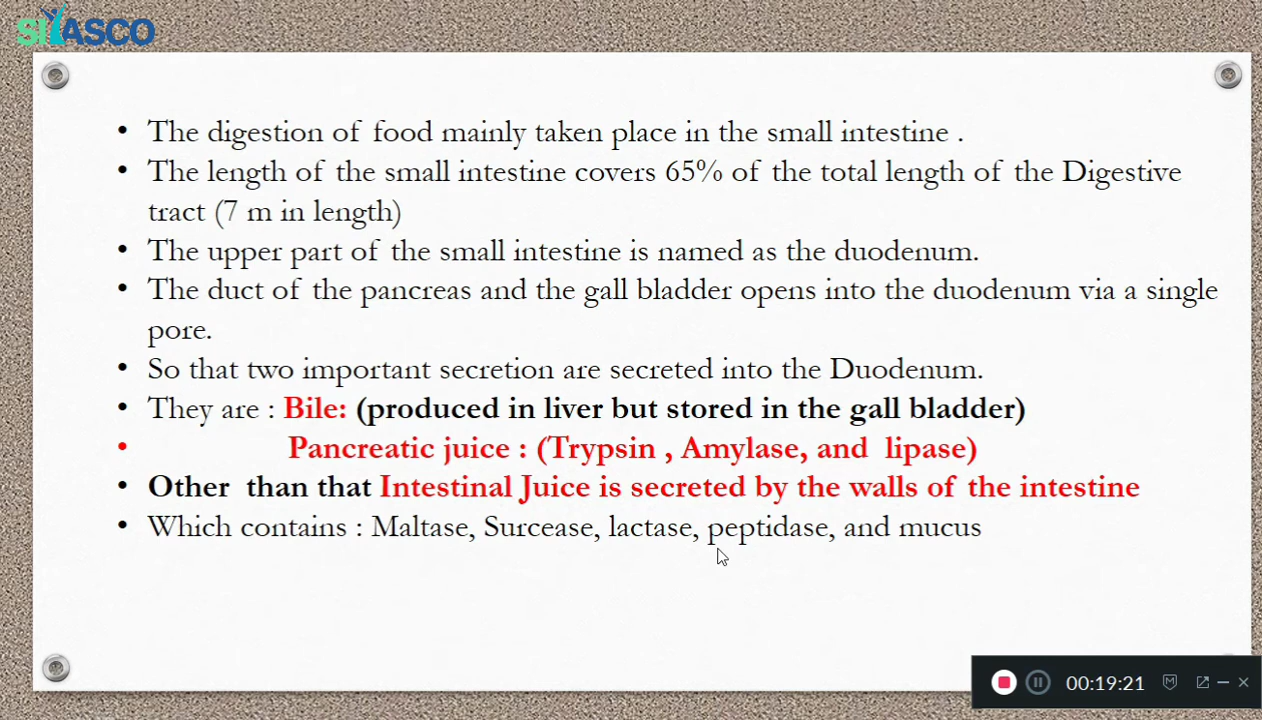 SIYASCO
• The digestion of food mainly taken place in the small intestine .
• The length of the small intestine covers 65% of the total length of the Digestive
tract (7 m in length)
• The upper part of the small intestine is named as the duodenum.
• The duct of the pancreas and the gall bladder opens into the duodenum via a single
pore.
• So that two important secretion are secreted into the Duodenum.
• They are : Bile: (produced in liver but stored in the gall bladder)
• Pancreatic juice : (Trypsin , Amylase, and lipase)
• Other than that Intestinal Juice is secreted by the walls of the intestine
• Which contains : Maltase, Surcease, lactase, peptidase, and mucus
00:19:21